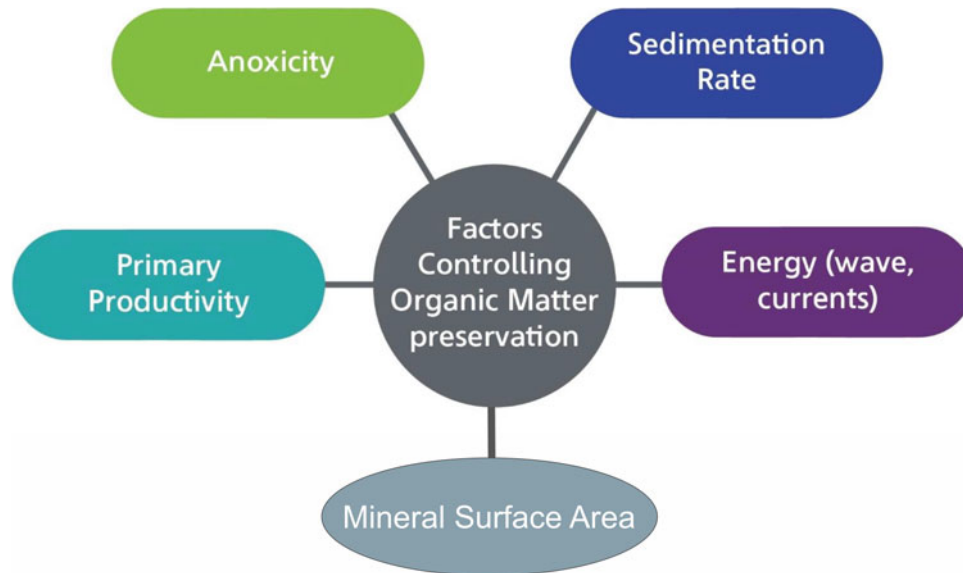 Anoxicity
Sedimentation
Rate
Factors
Controlling
Organic Matter
preservation
Primary
Productivity
Energy (wave,
currents)
Mineral Surface Area